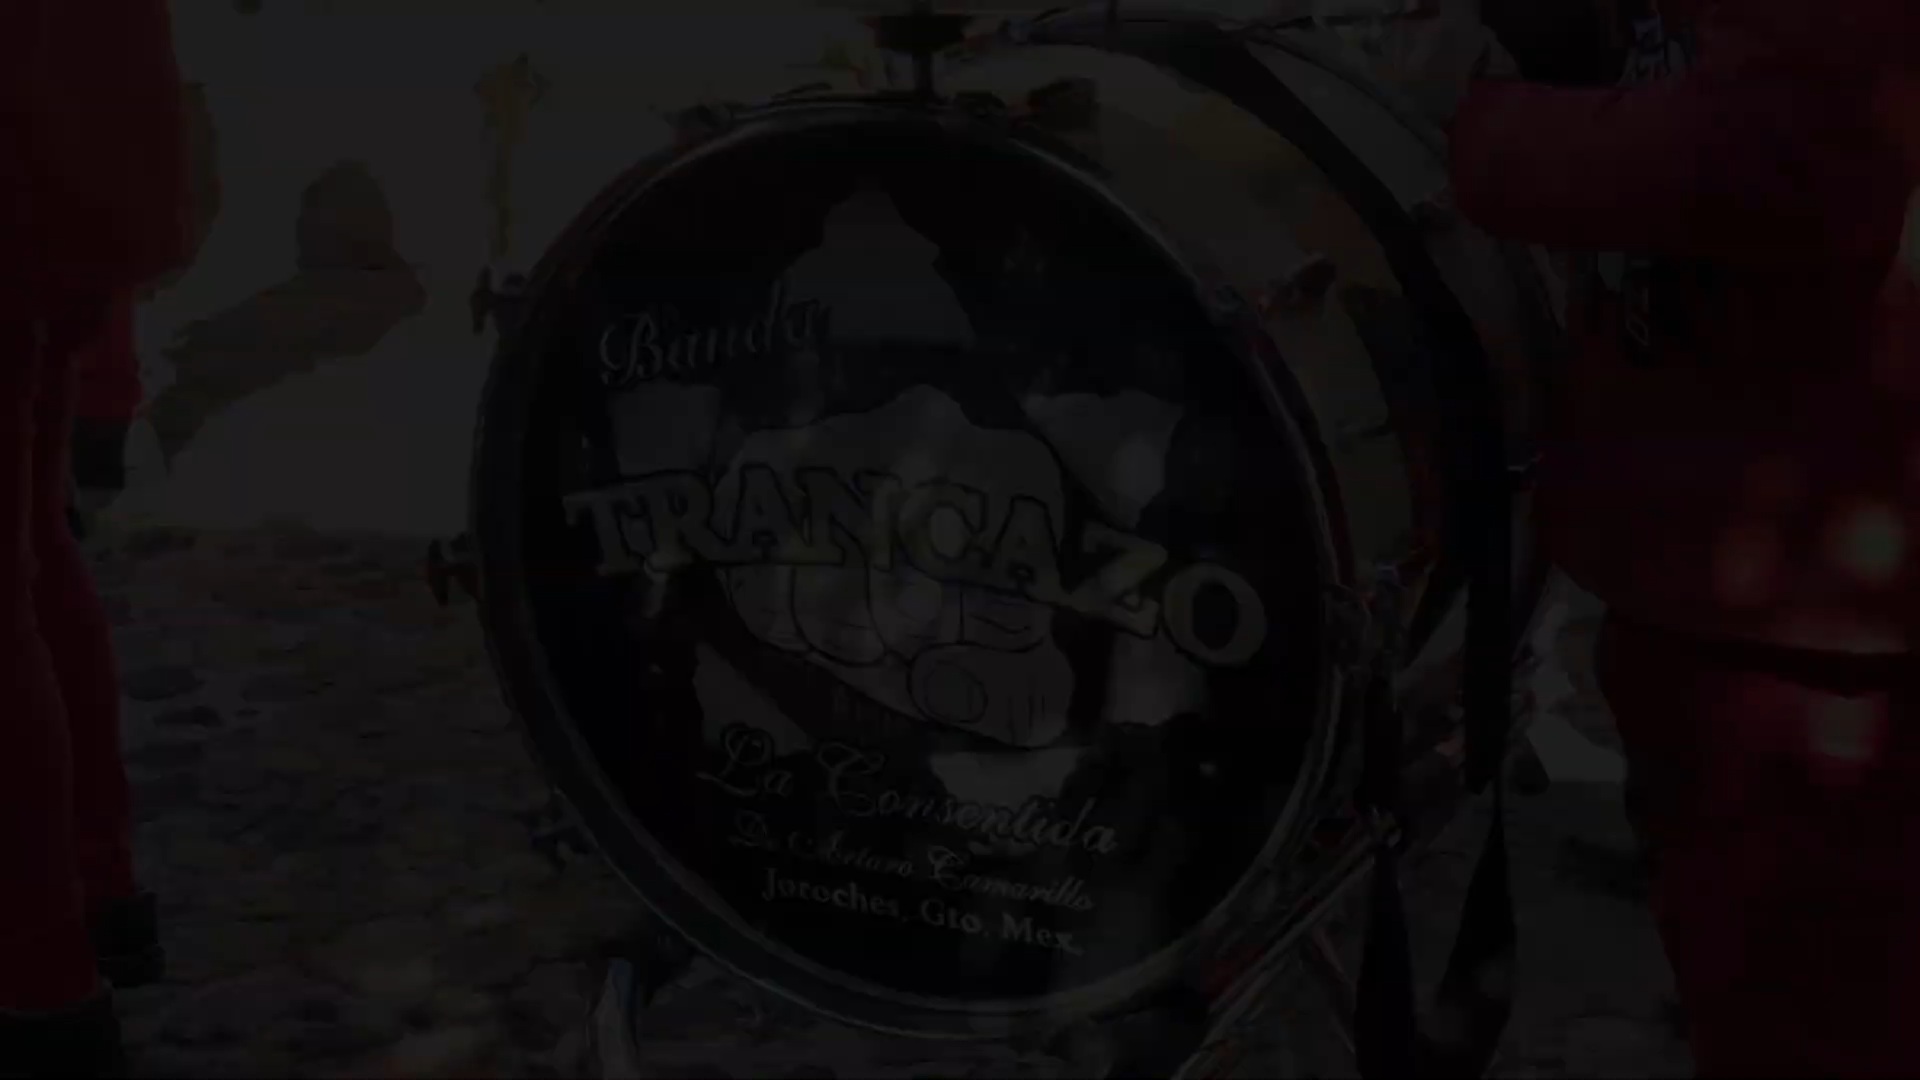 Banda
TRANCAZO
La Consentida
De Arturo Camarillo
Joroches, Gto. Mex.